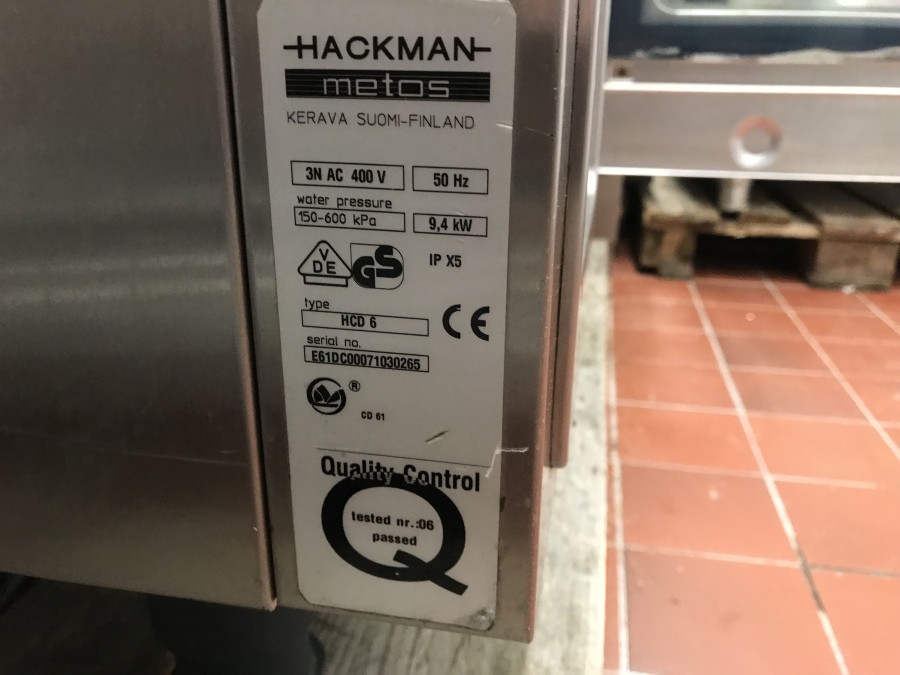 HACKMAN
metos
KERAVA SUOMI-FINLAND
3N AC 400 V
50 Hz
water pressure
150-600 kPa
9,4 kW
VDE
GS
IP X5
type
HCD 6
CE
serial no.
E61DC00071030265
®
CD 61
Quality Control
tested nr.:06
passed